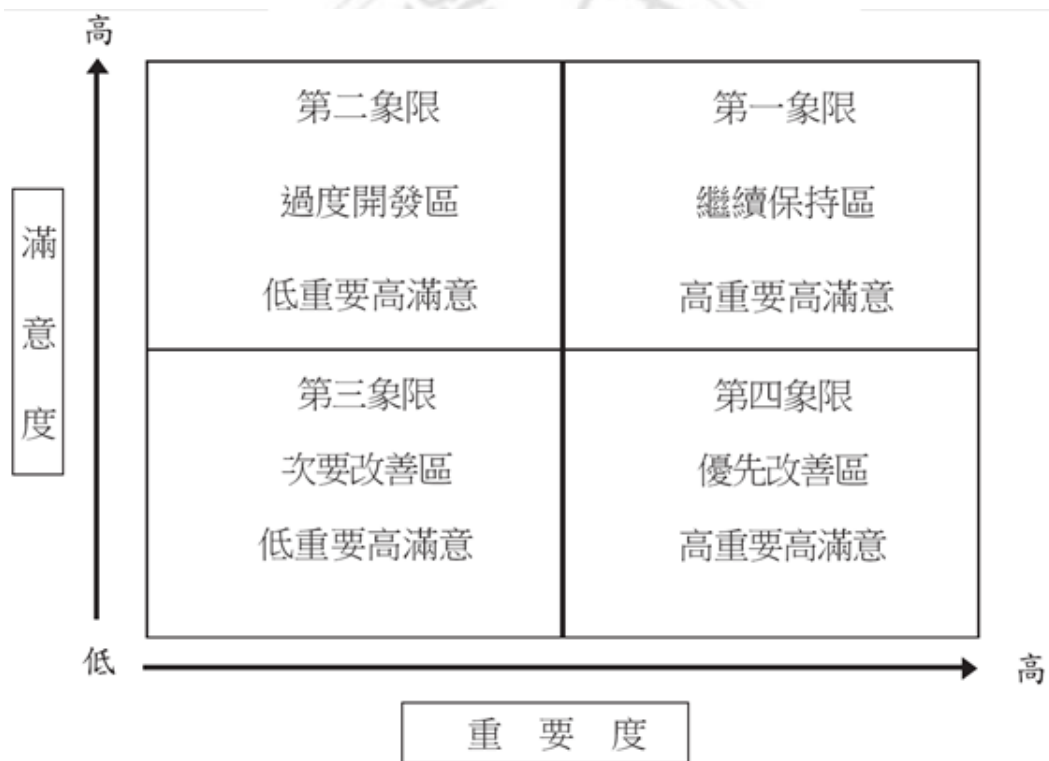 高
第二象限
過度開發區
低重要高滿意
第一象限
繼續保持區
高重要高滿意
滿意度
第三象限
次要改善區
低重要高滿意
第四象限
優先改善區
高重要高滿意
低
高
重要度